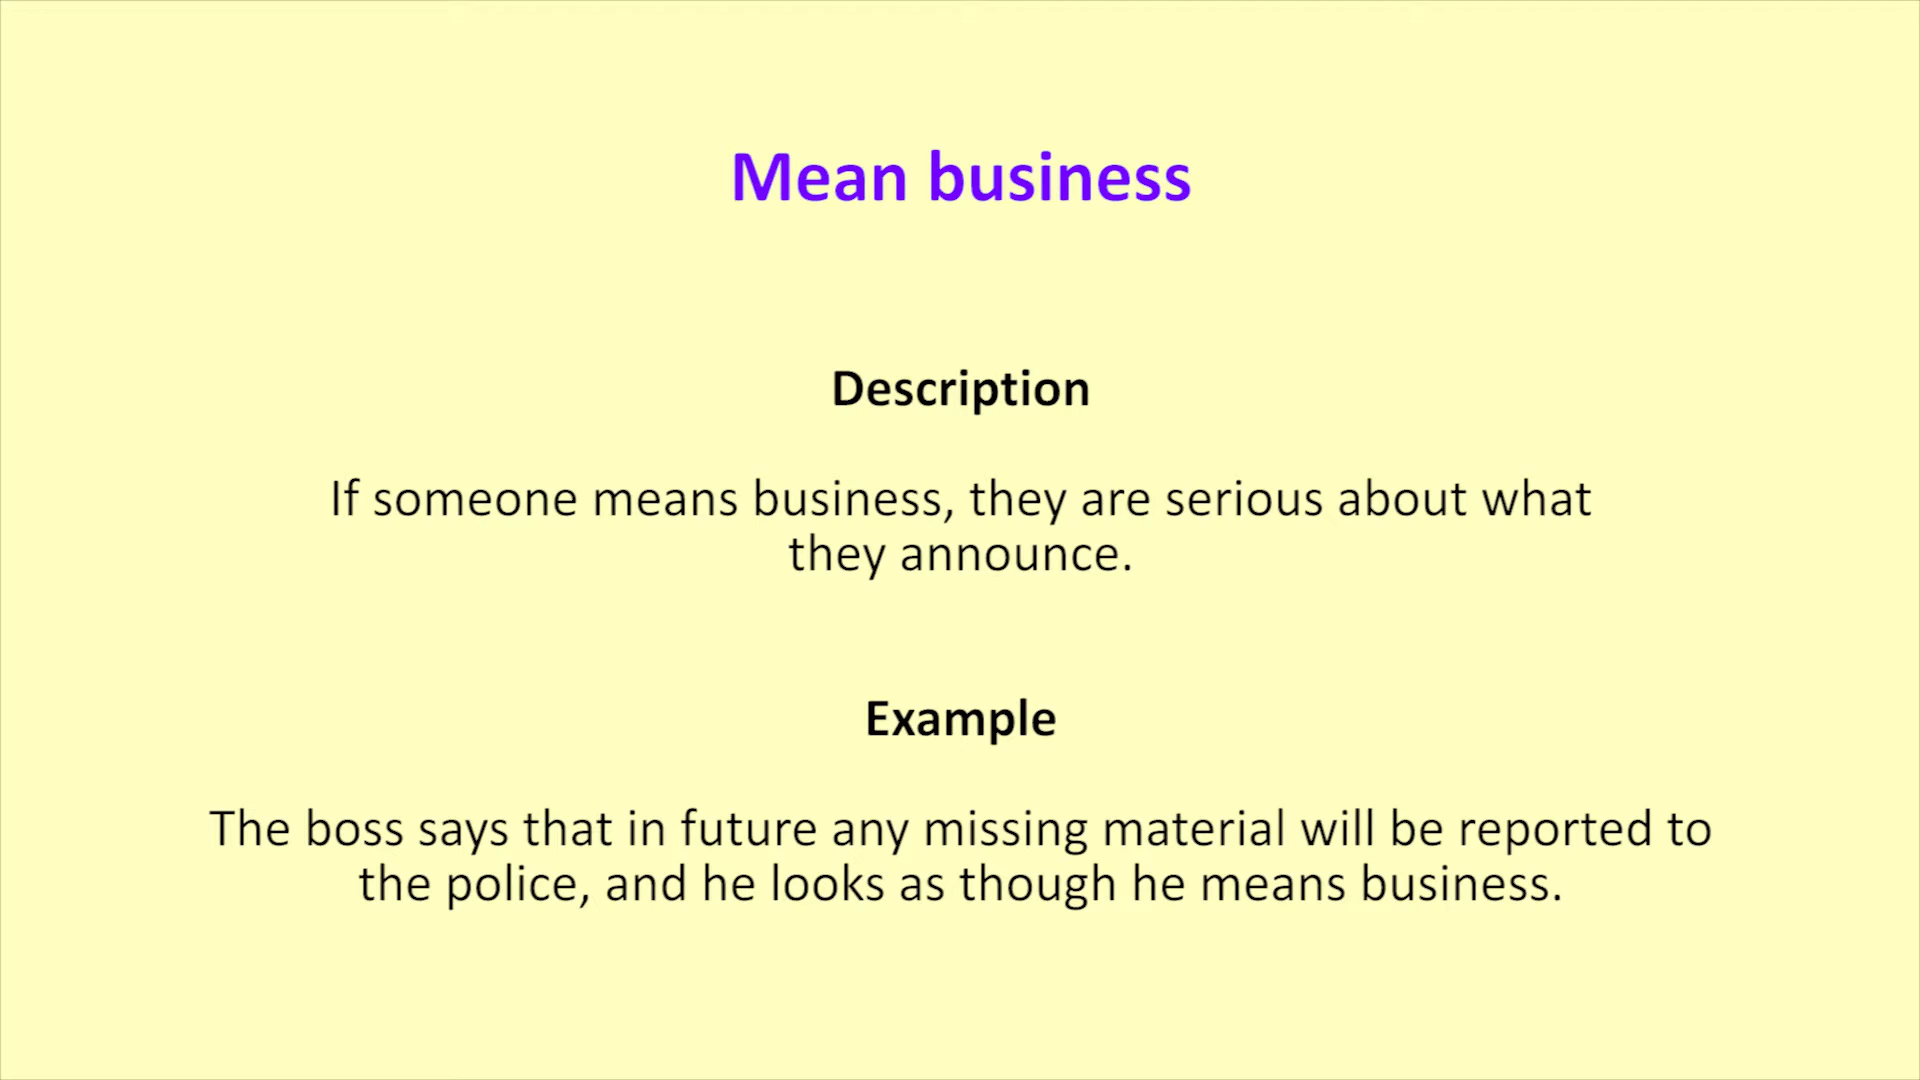 Mean business
Description
If someone means business, they are serious about what
they announce.
Example
The boss says that in future any missing material will be reported to
the police, and he looks as though he means business.